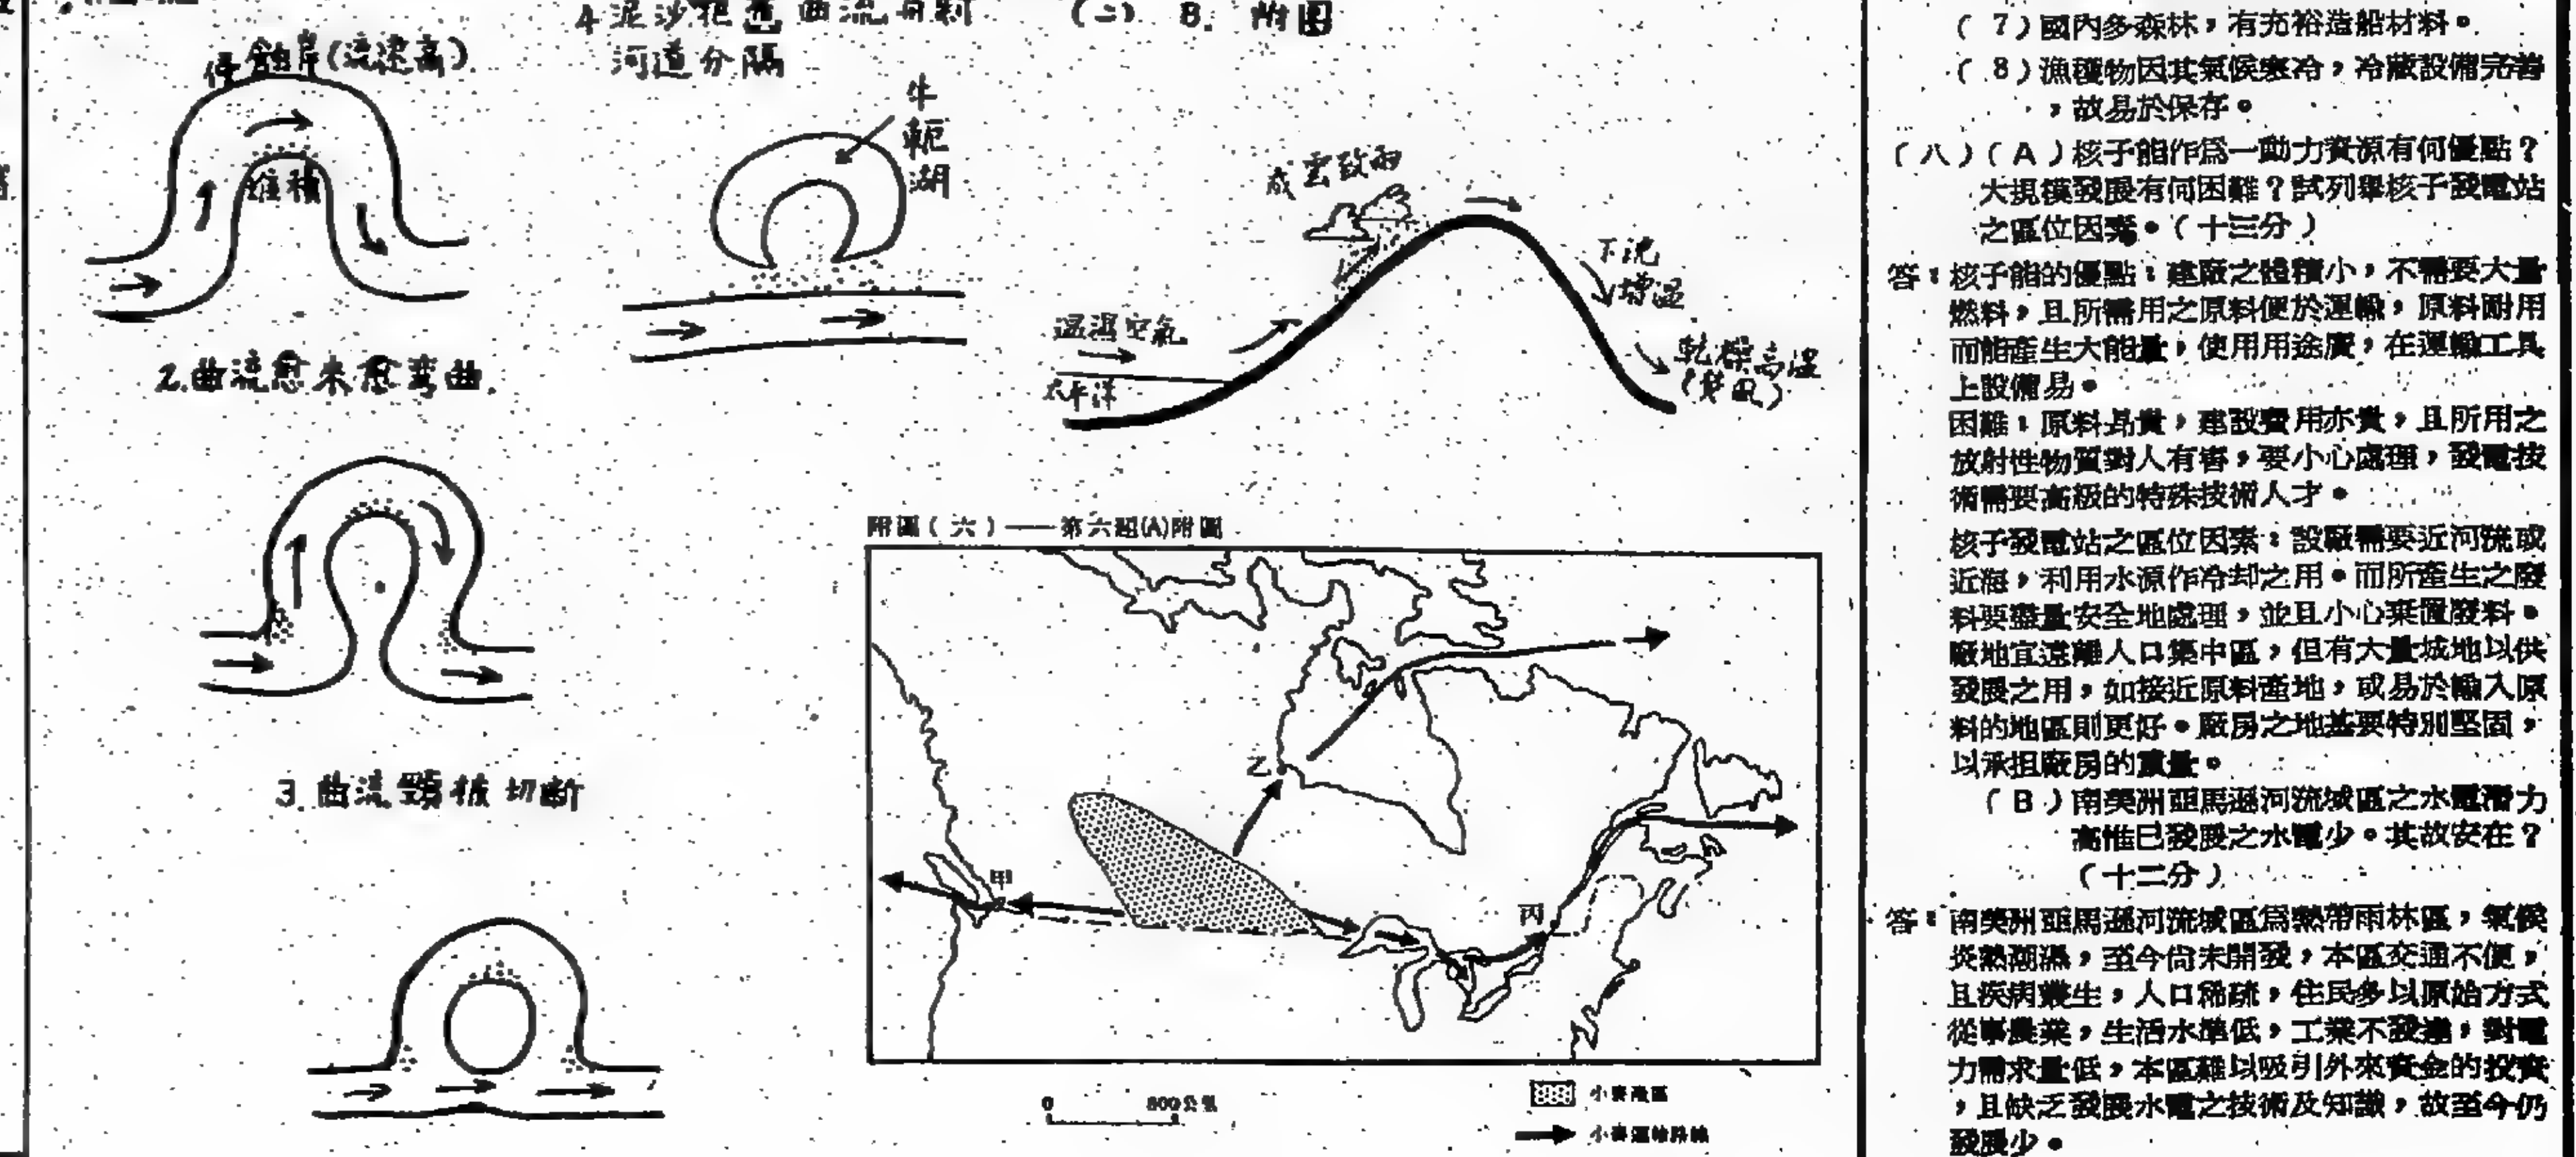 4 泥沙把曲流與
河道分隔
侵蝕岸(流速高)
堆積
牛
軛
湖
2.曲流愈來愈弯曲.
3.曲流頸被切斷
(二) B. 附图
成雲致雨
下沈
增溫
溫濕空氣
太平洋
乾燥高溫
(焚風)
附圖(六)——第六題(A)附圖
甲
乙
丙
0 800公里
小麥產區
小麥運輸路線
(7)國內多森林,有充裕造船材料。
(8)漁穫物因其氣候寒冷,冷藏設備完善
,故易於保存。
(八)(A)核子能作為一動力資源有何優點?
大規模發展有何困難?試列舉核子發電站
之區位因素。(十三分)
答:核子能的優點:建廠之體積小,不需要大量
燃料,且所需用之原料便於運輸,原料耐用
而能產生大能量,使用用途廣,在運輸工具
上設備易。
困難:原料昂貴,建設費用亦貴,且所用之
放射性物質對人有害,要小心處理,發電技
術需要高級的特殊技術人才。
核子發電站之區位因素:設廠需要近河流或
近海,利用水源作冷却之用。而所產生之廢
料要盡量安全地處理,並且小心棄置廢料。
廠地宜遠離人口集中區,但有大量城地以供
發展之用,如接近原料產地,或易於輸入原
料的地區則更好。廠房之地基要特別堅固,
以承担廠房的重量。
(B)南美洲亞馬遜河流域區之水電潛力
高惟已發展之水電少。其故安在?
(十二分)
答:南美洲亞馬遜河流域區為熱帶雨林區,氣候
炎熱潮濕,至今尚未開發,本區交通不便,
且疾病叢生,人口稀疏,住民多以原始方式
從事農業,生活水準低,工業不發達,對電
力需求量低,本區難以吸引外來資金的投資
,且缺乏發展水電之技術及知識,故至今仍
發展少。